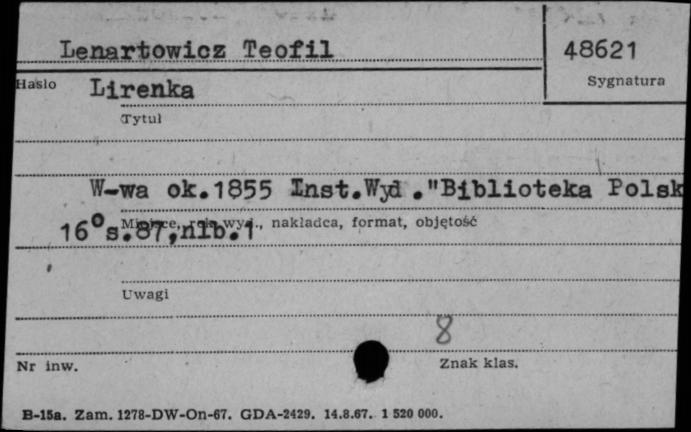 Lenartowicz Teofil
48621
Sygnatura
Hasło
Lirenka
Tytuł
W-wa ok.1855 Inst.Wyd."Biblioteka Polsk
Miejsce, rok wyd., nakładca, format, objętość
16° s.87,nlb.1
Uwagi
8
Nr inw.
Znak klas.
B-15a. Zam. 1278-DW-On-67. GDA-2429. 14.8.67. 1 520 000.